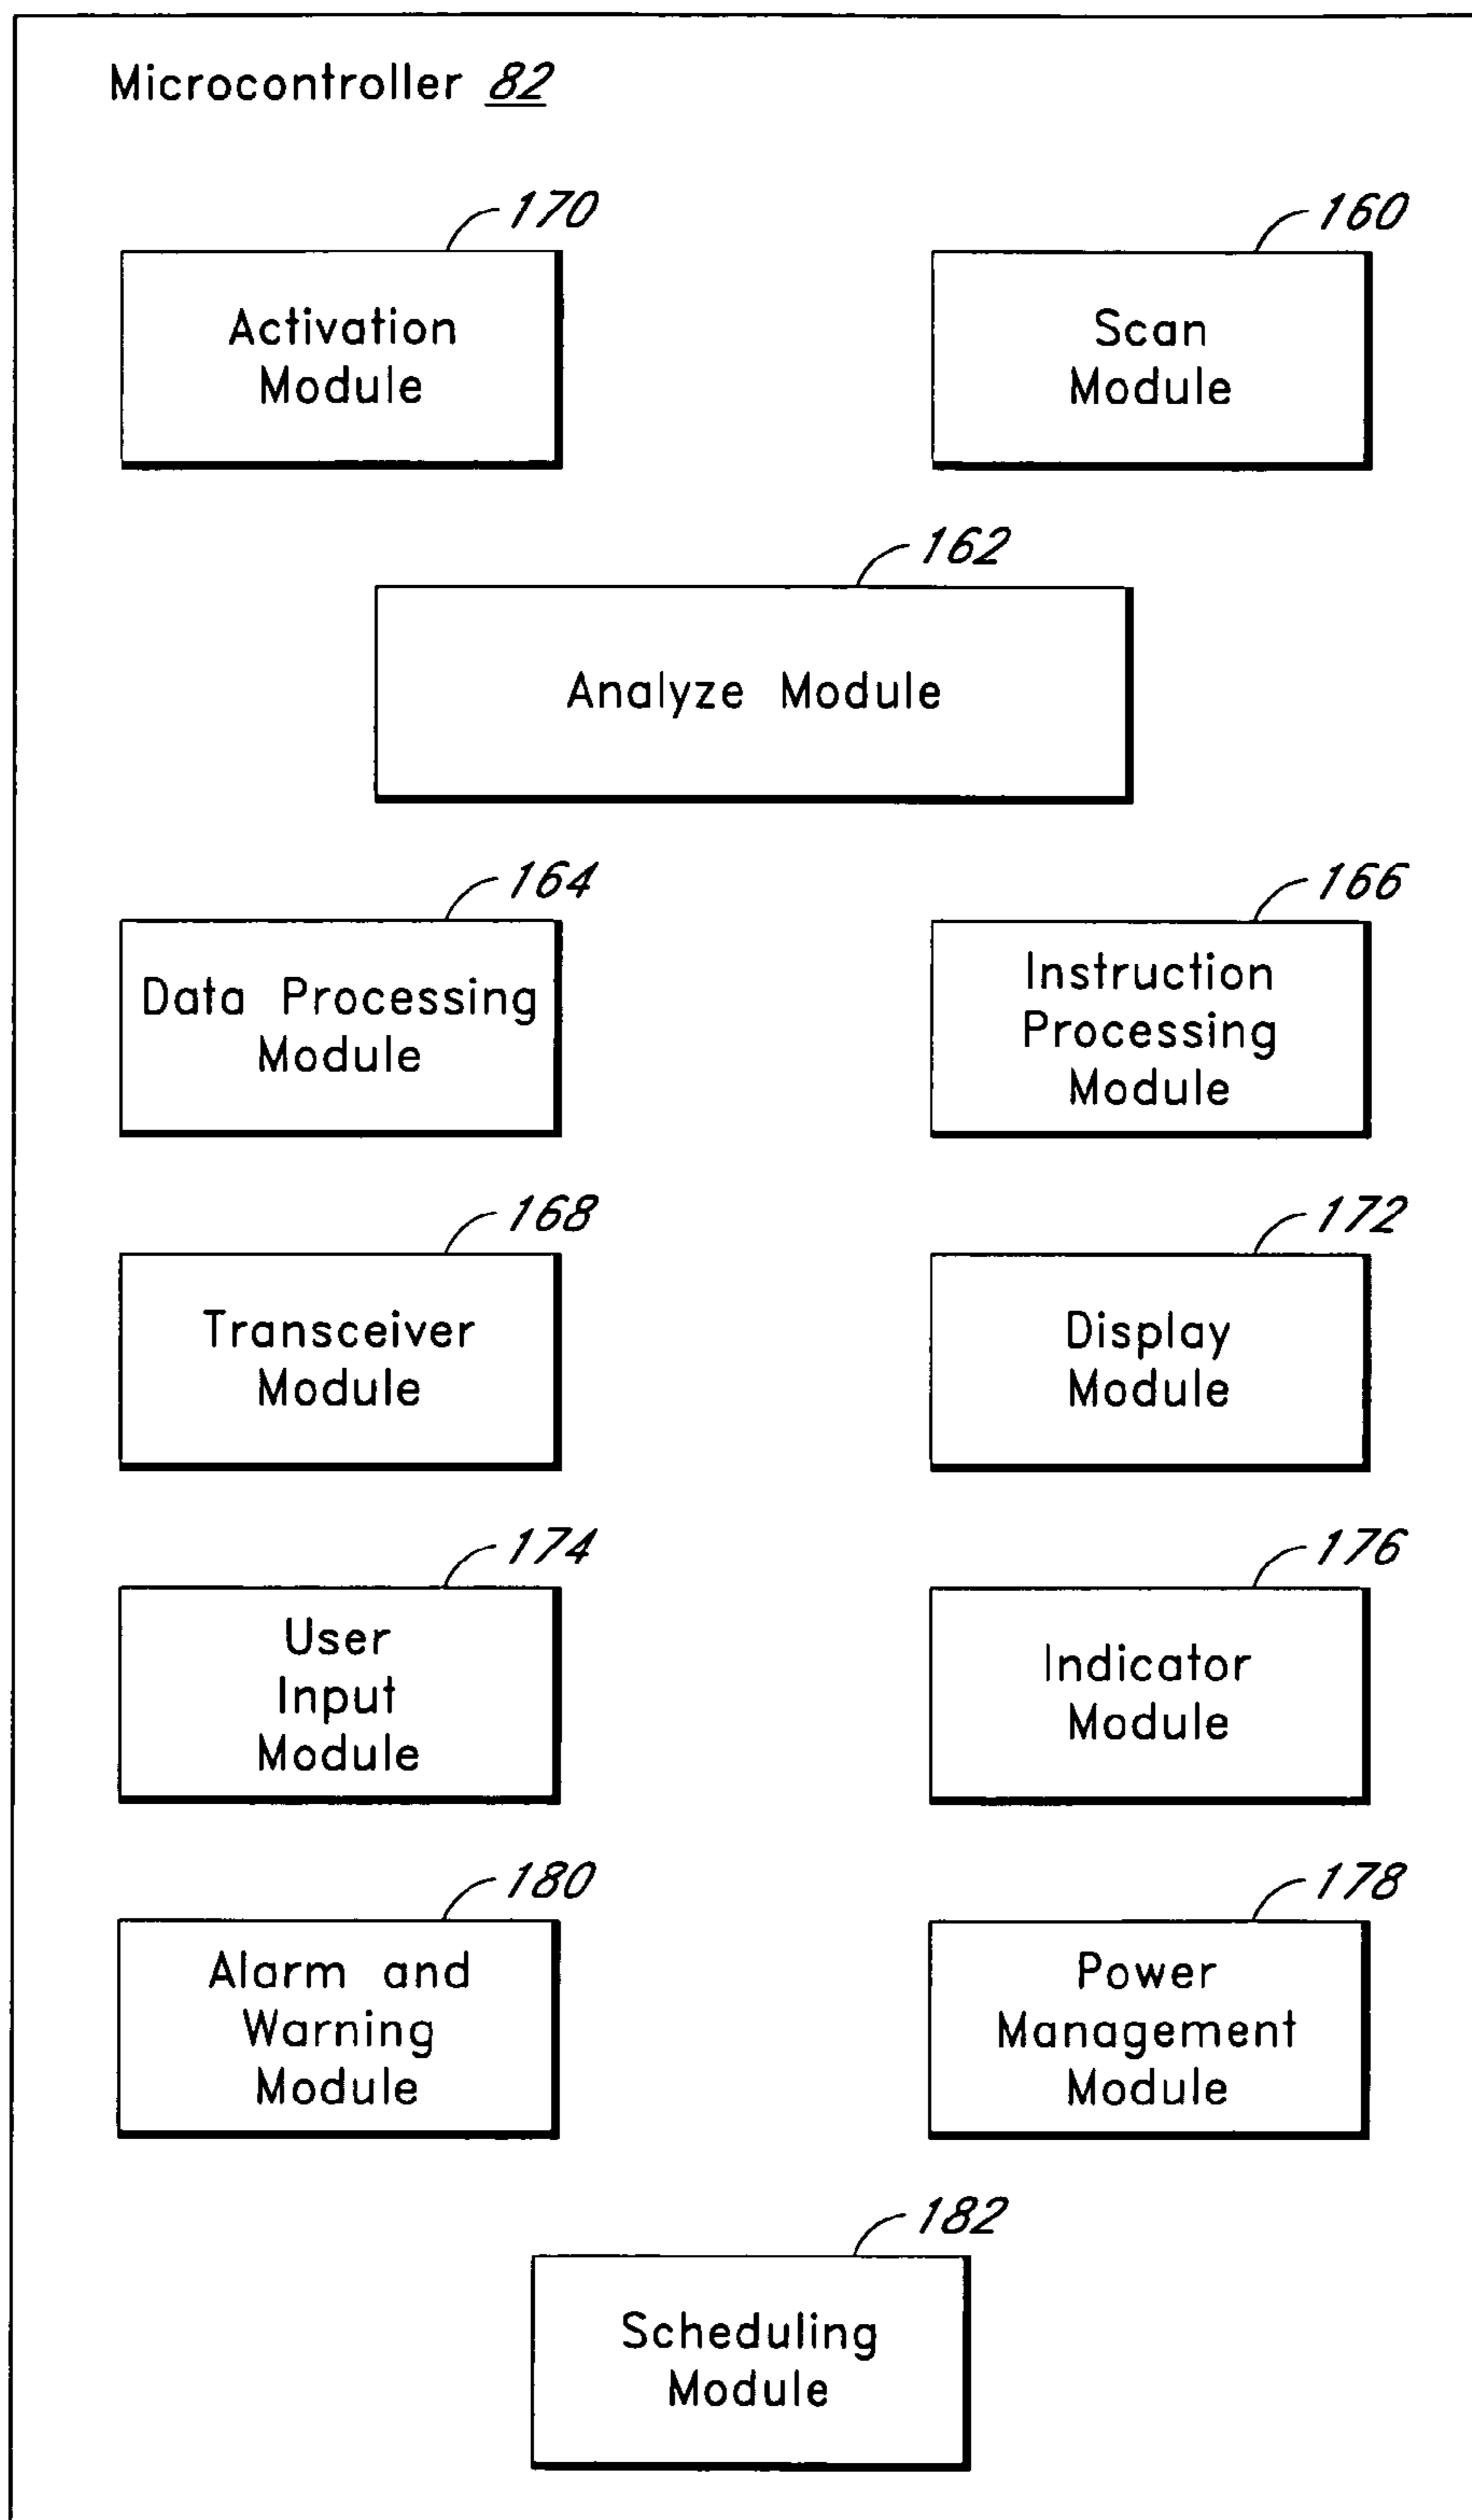 Microcontroller 82
170
160
Activation
Module
Scan
Module
162
Analyze Module
164
166
Data Processing
Module
Instruction
Processing
Module
168
172
Transceiver
Module
Display
Module
174
176
User
Input
Module
Indicator
Module
180
178
Alarm and
Warning
Module
Power
Management
Module
182
Scheduling
Module